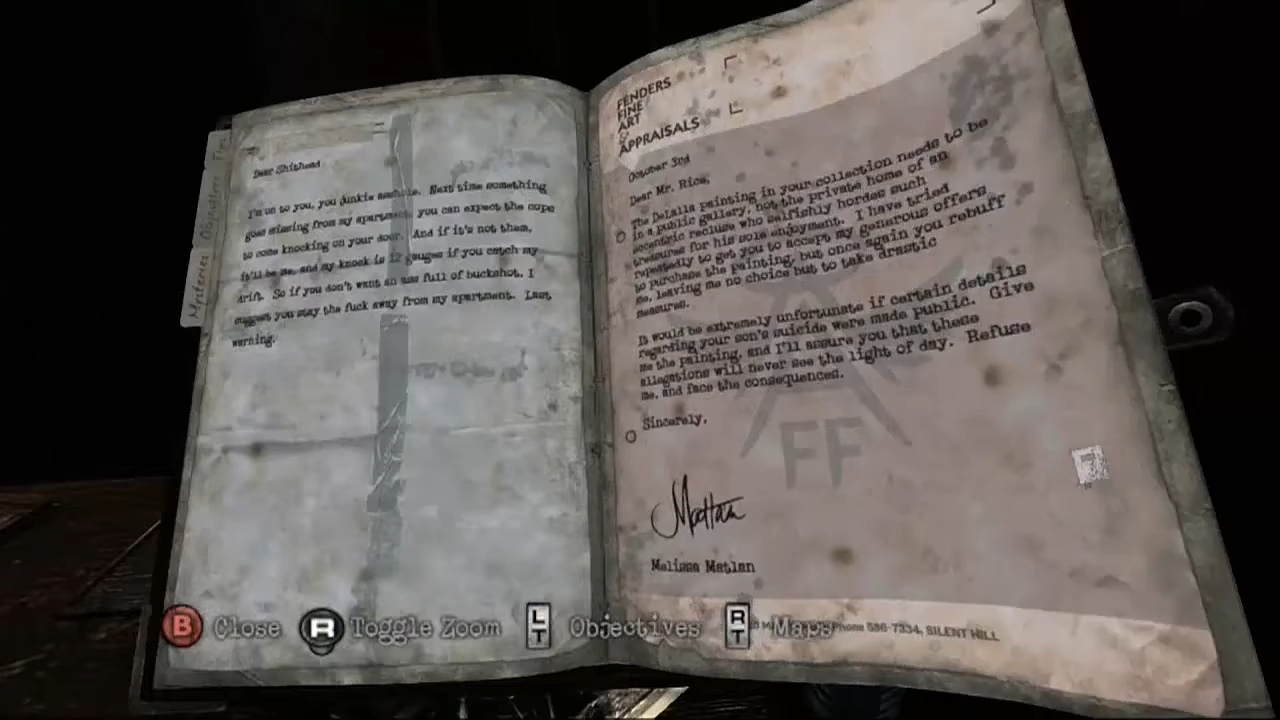 Mysteries
Dear Shithead
I'm on to you, you junkie asshole. Next time something
goes missing from my apartment you can expect the cops
to come knocking on your door. And if it's not them,
it'll be me, and my knock is 12 gauges if you catch my
drift. So if you don't want an ass full of buckshot, I
suggest you stay the fuck away from my apartment. Last
warning.
FENDERS
FINE
ART
&
APPRAISALS
October 3rd
Dear Mr. Rice,
The DeLalla painting in your collection needs to be
in a public gallery, not the private home of an
eccentric recluse who selfishly hordes such
treasures for his sole enjoyment. I have tried
repeatedly to get you to accept my generous offers
to purchase the painting, but once again you rebuff
me, leaving me no choice but to take drastic
measures.
It would be extremely unfortunate if certain details
regarding your son's suicide were made public. Give
me the painting, and I'll assure you that these
allegations will never see the light of day. Refuse
me, and face the consequences.
Sincerely,
Melissa Matlan
FF
Phone 556-7334, SILENT HILL
B Close R Toggle Zoom LT Objectives RT Maps